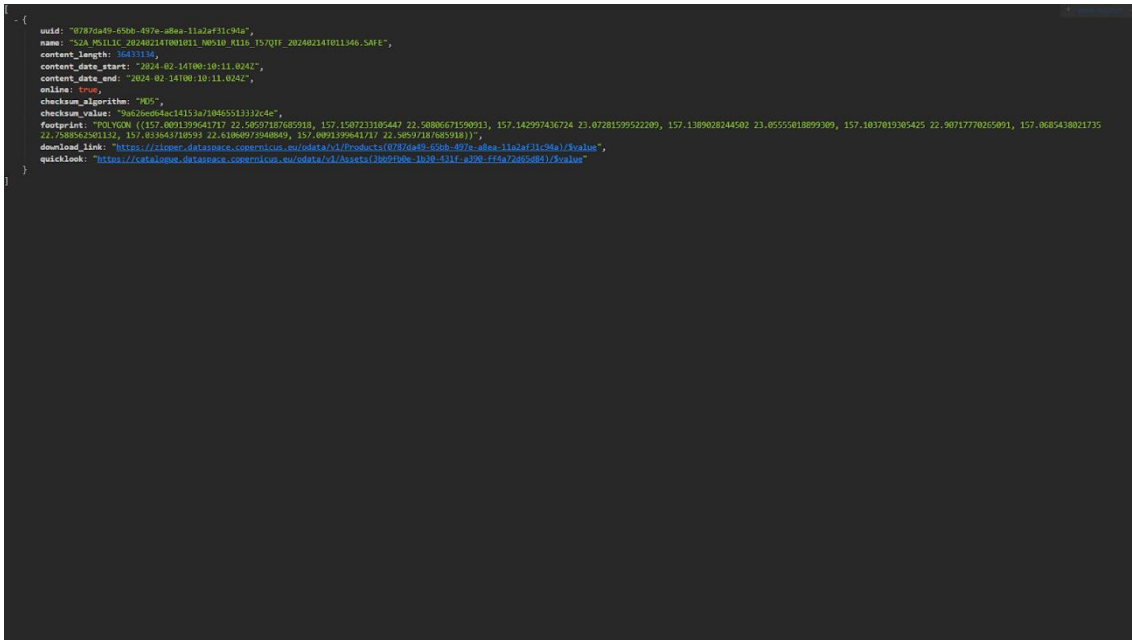 [
- {
uuid: "0787da49-65bb-497e-a8ea-11a2af31c94a",
name: "S2A_MSIL1C_20240214T001011_N0510_R116_T57QTF_20240214T011346.SAFE",
content_length: 36433134,
content_date_start: "2024-02-14T00:10:11.024Z",
content_date_end: "2024-02-14T00:10:11.024Z",
online: true,
checksum_algorithm: "MD5",
checksum_value: "9a626ed64ac14153a710465513332c4e",
footprint: "POLYGON ((157.0091399641717 22.50597187685918, 157.1507233105447 22.50806671590913, 157.142997436724 23.07281599522209, 157.1389028244502 23.05555018899309, 157.1037019305425 22.90717770265091, 157.0685438021735
22.7588562501132, 157.033643710593 22.61060973940849, 157.0091399641717 22.50597187685918))",
download_link: "https://zipper.dataspace.copernicus.eu/odata/v1/Products(0787da49-65bb-497e-a8ea-11a2af31c94a)/$value",
quicklook: "https://catalogue.dataspace.copernicus.eu/odata/v1/Assets(3bb9fb0e-1b30-431f-a390-ff4a72d65d84)/$value"
}
]